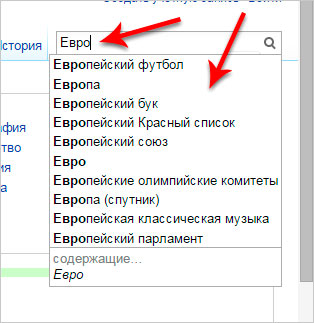 История
Евро
Европейский футбол
Европа
Европейский бук
Европейский Красный список
Европейский союз
Евро
Европейские олимпийские комитеты
Европа (спутник)
Европейская классическая музыка
Европейский парламент
содержащие...
Евро